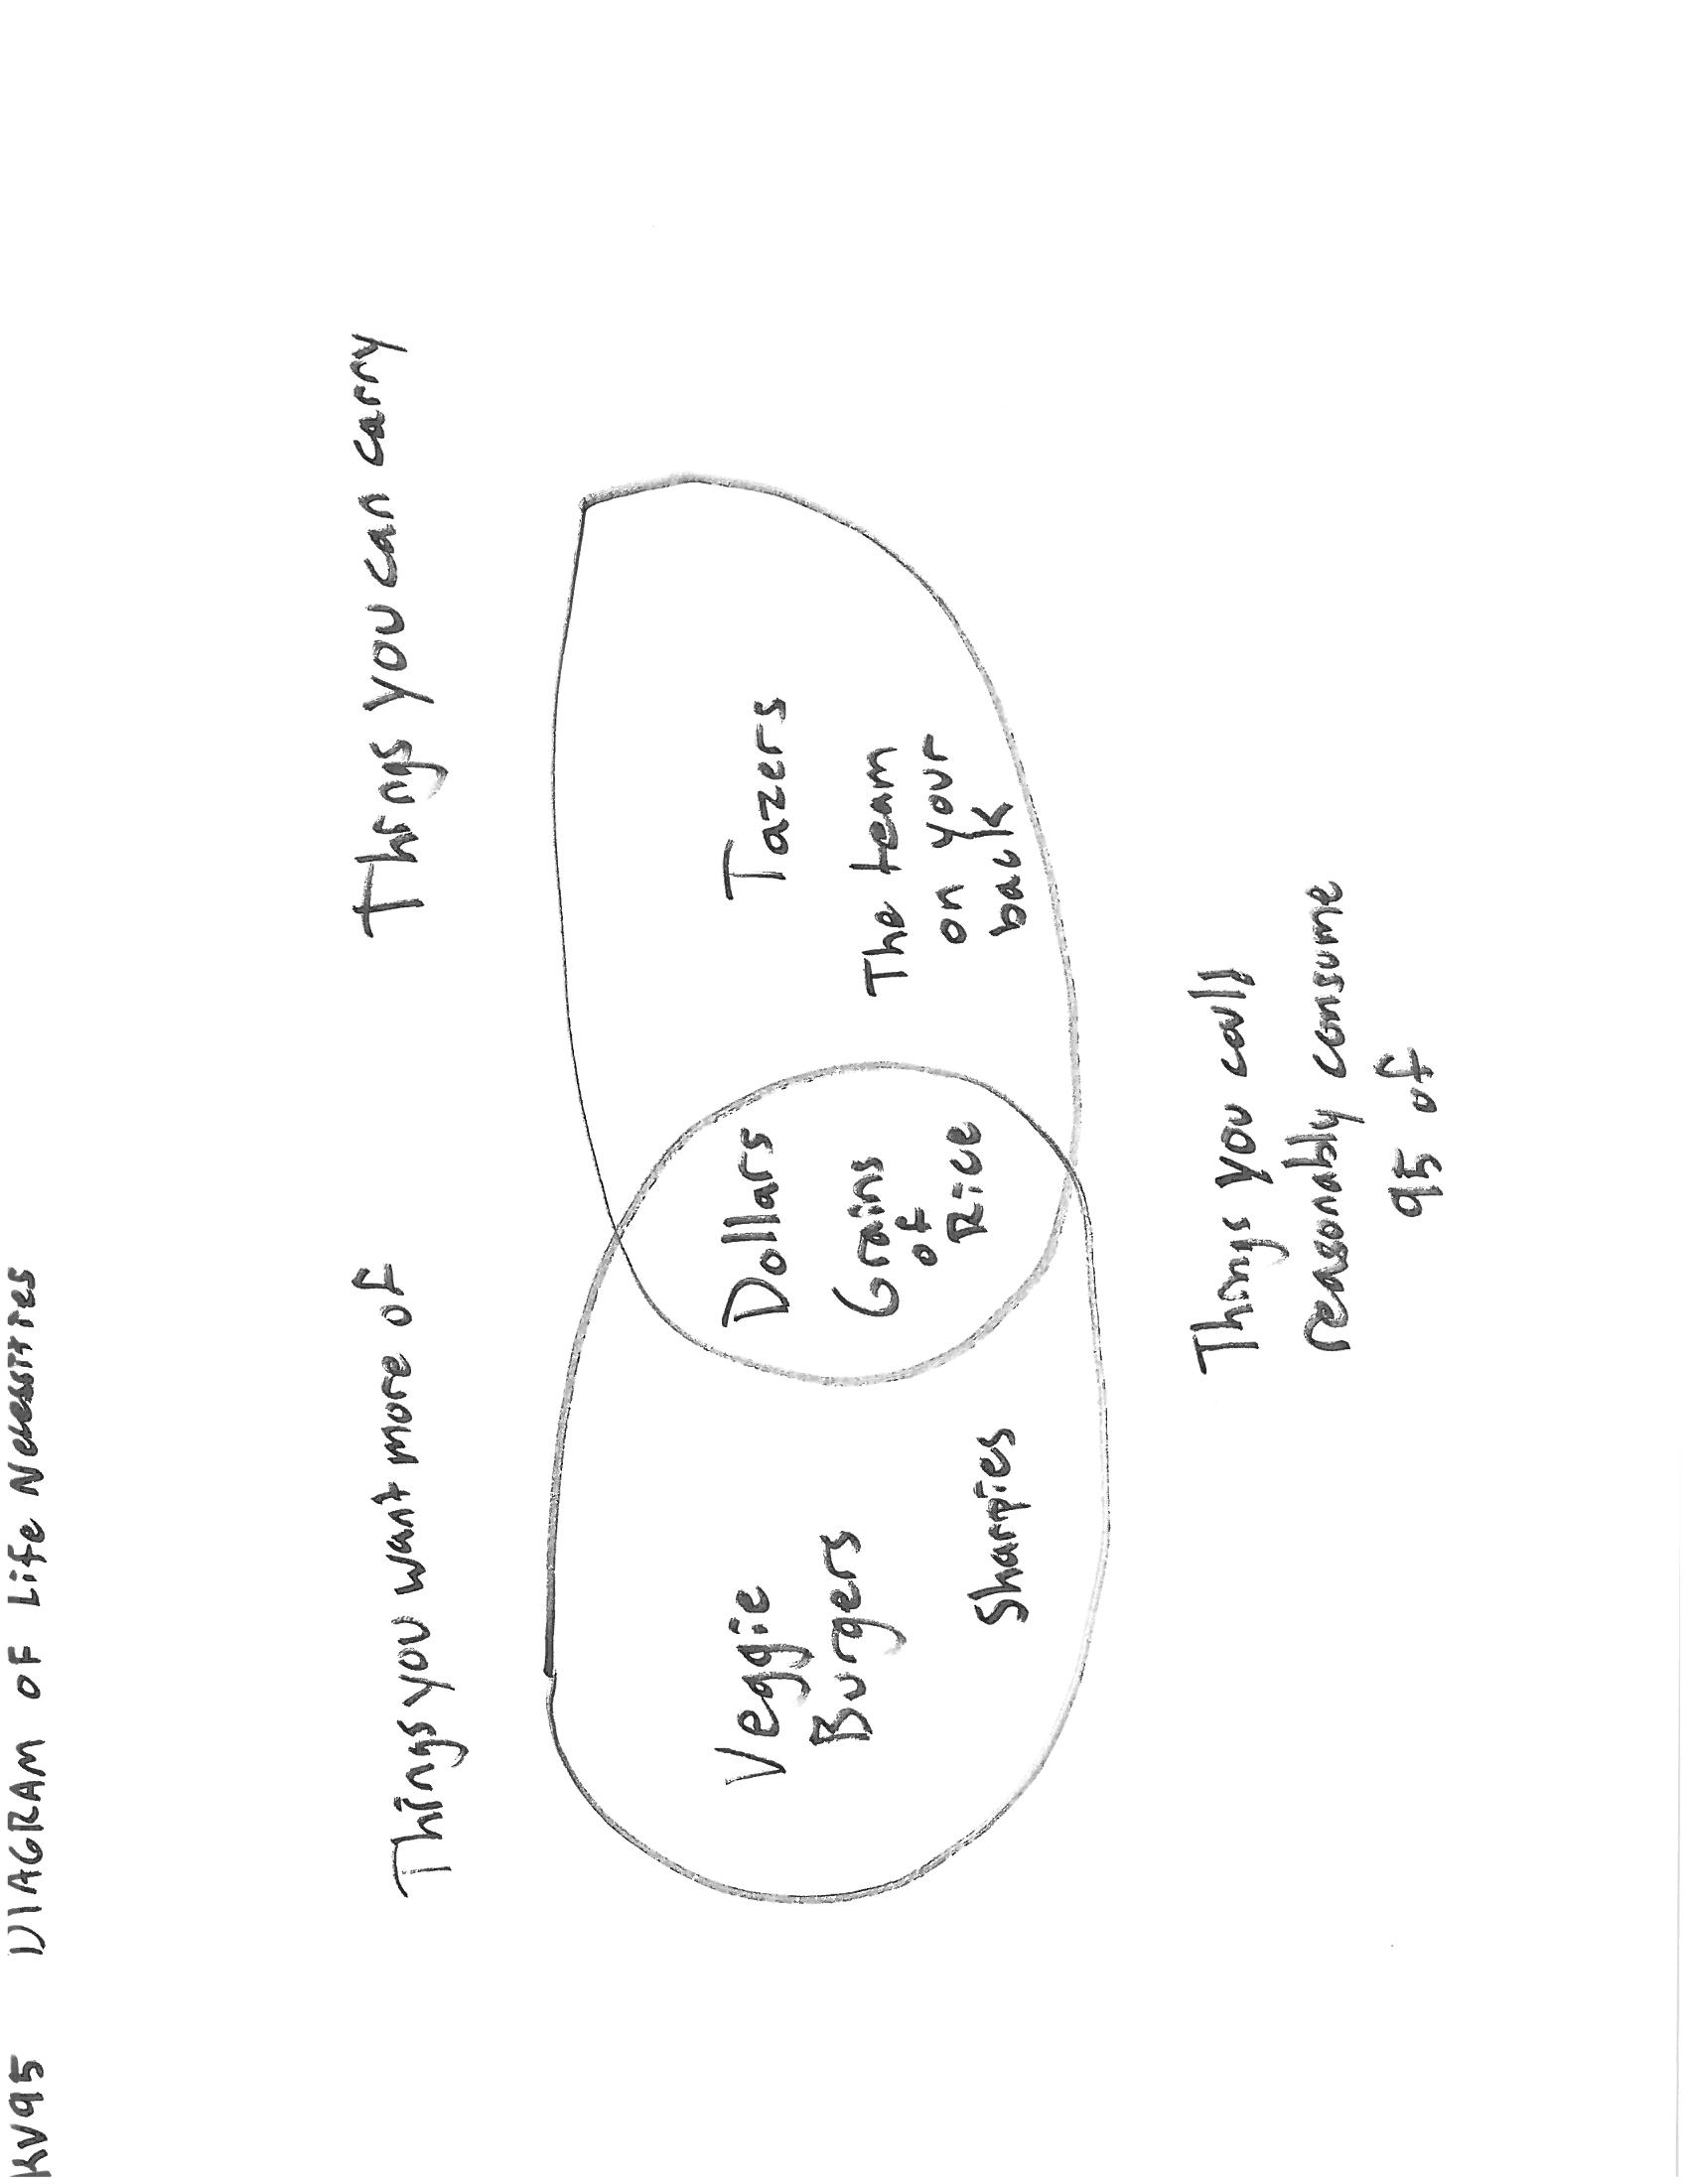 KV95 DIAGRAM OF Life Necessities
Things you want more of
Things you can carry
Veggie
Burgers
Sharpies
Dollars
Grains
of
Rice
Tazers
The team
on your
back
Things you could
reasonably consume
95 of